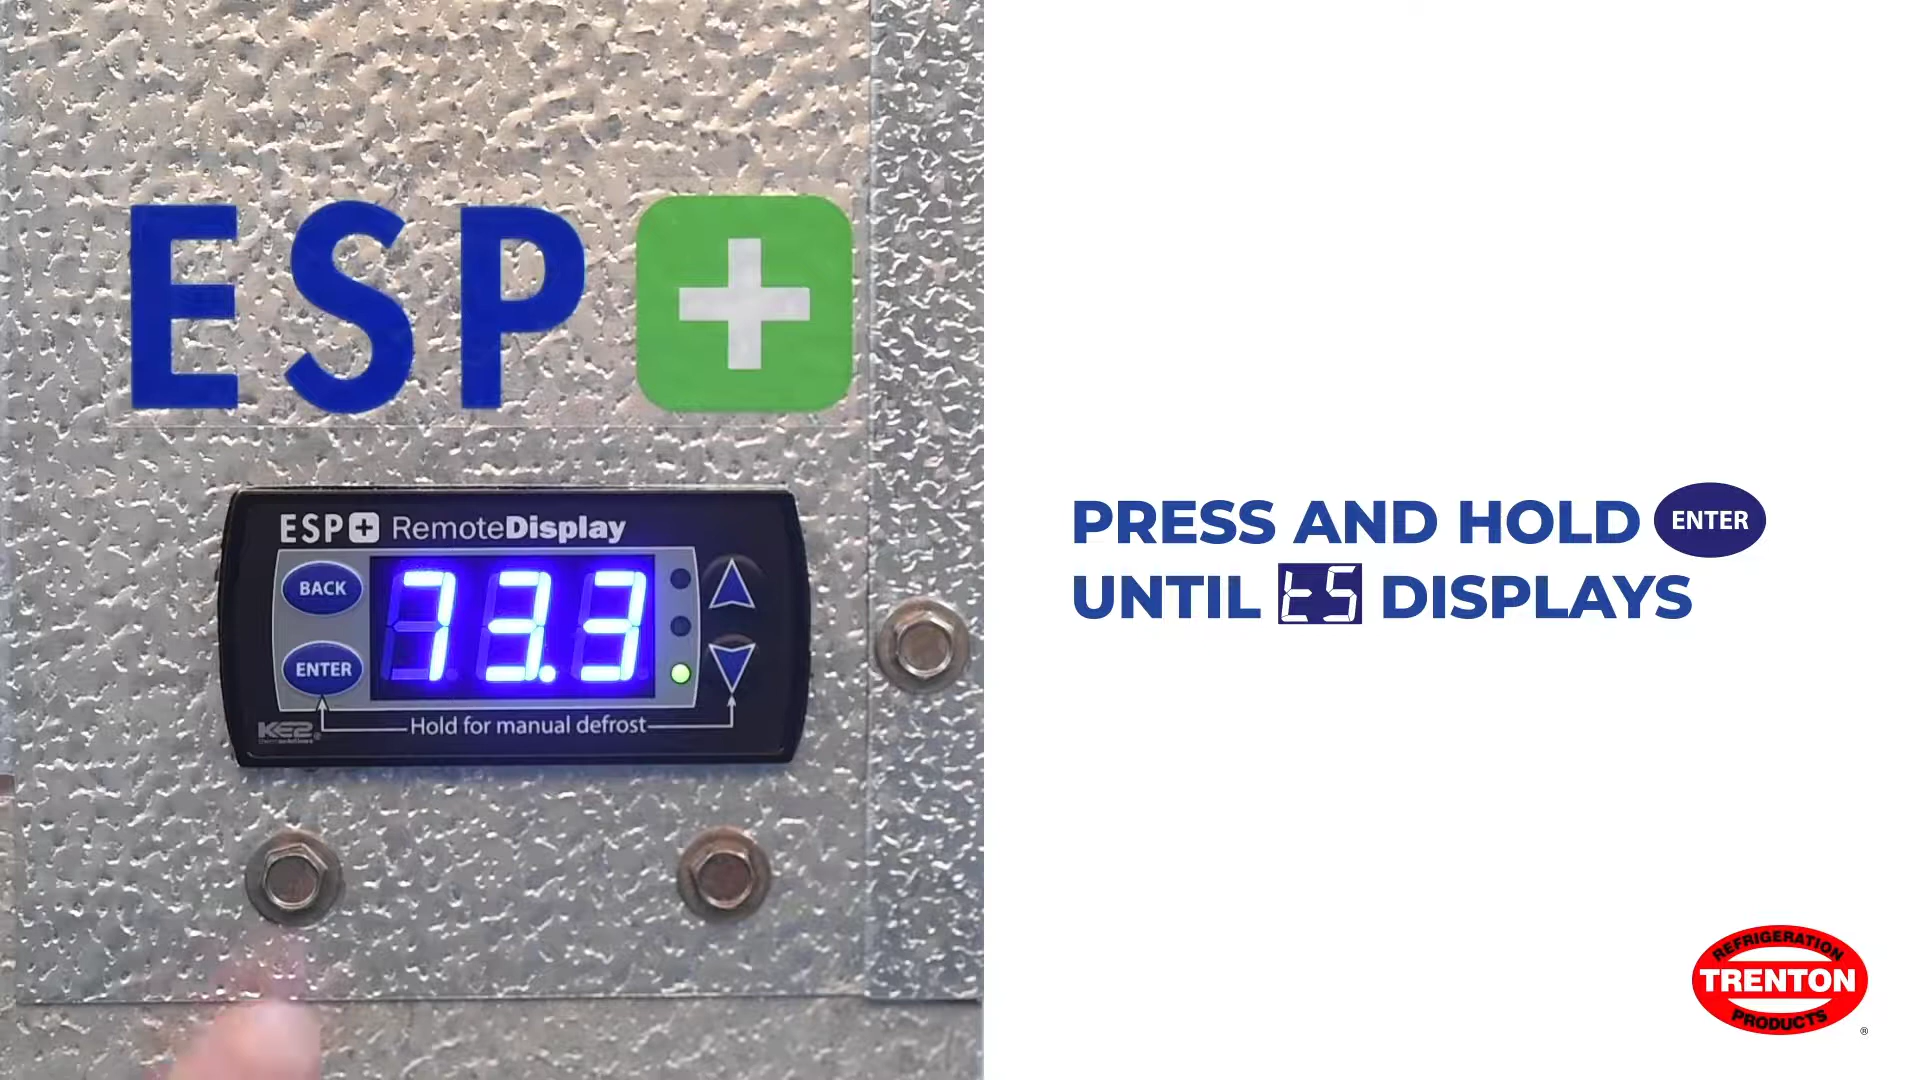 ESP+
ESP+ RemoteDisplay
BACK
73.3
ENTER
KE2
Hold for manual defrost
PRESS AND HOLD ENTER
UNTIL tS DISPLAYS
REFRIGERATION
TRENTON
PRODUCTS
®